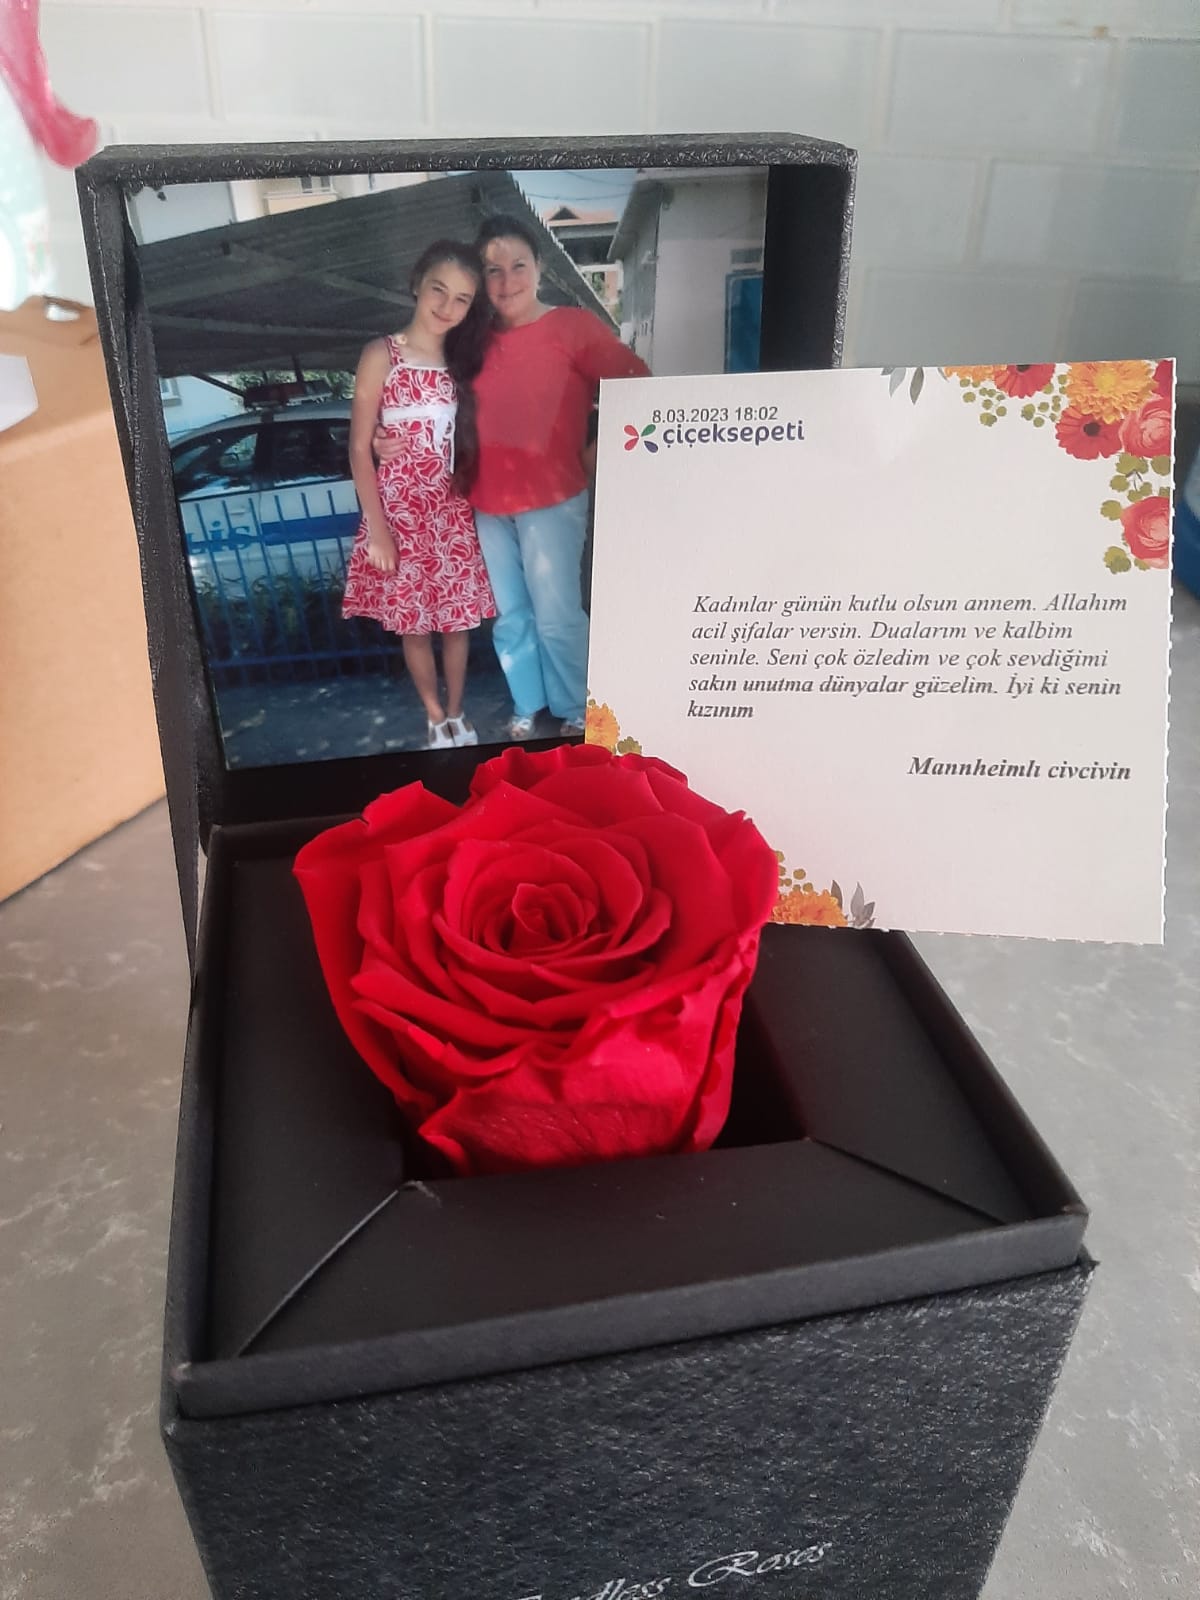 8.03.2023 18:02
çiçeksepeti
Kadınlar günün kutlu olsun annem. Allahım
acil şifalar versin. Dualarım ve kalbim
seninle. Seni çok özledim ve çok sevdiğimi
sakın unutma dünyalar güzelim. İyi ki senin
kızınım
Mannheimlı civcivin
Roses